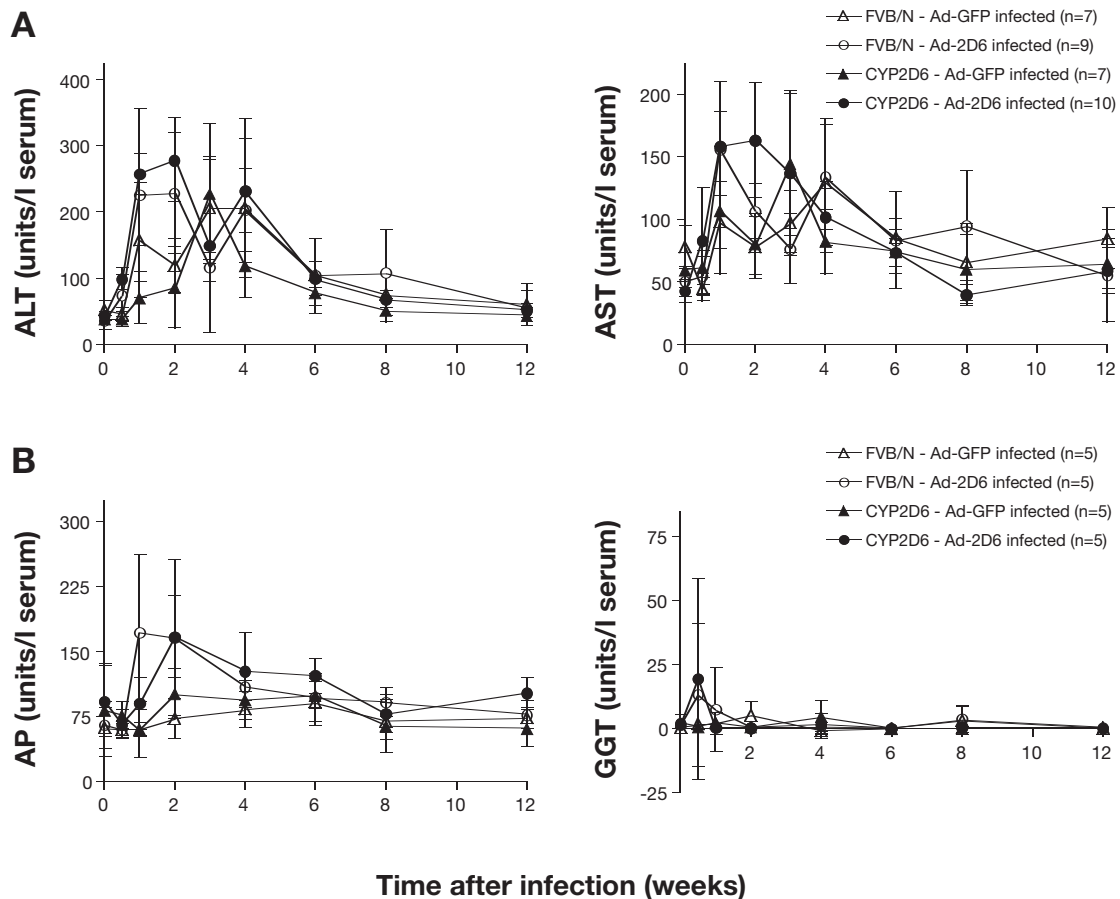 A
FVB/N - Ad-GFP infected (n=7)
FVB/N - Ad-2D6 infected (n=9)
CYP2D6 - Ad-GFP infected (n=7)
CYP2D6 - Ad-2D6 infected (n=10)
ALT (units/l serum)
400
300
200
100
0
0 2 4 6 8 10 12
AST (units/l serum)
200
150
100
50
0
0 2 4 6 8 10 12
B
FVB/N - Ad-GFP infected (n=5)
FVB/N - Ad-2D6 infected (n=5)
CYP2D6 - Ad-GFP infected (n=5)
CYP2D6 - Ad-2D6 infected (n=5)
AP (units/l serum)
300
225
150
75
0
0 2 4 6 8 10 12
GGT (units/l serum)
75
50
25
0
-25
2 4 6 8 10 12
Time after infection (weeks)